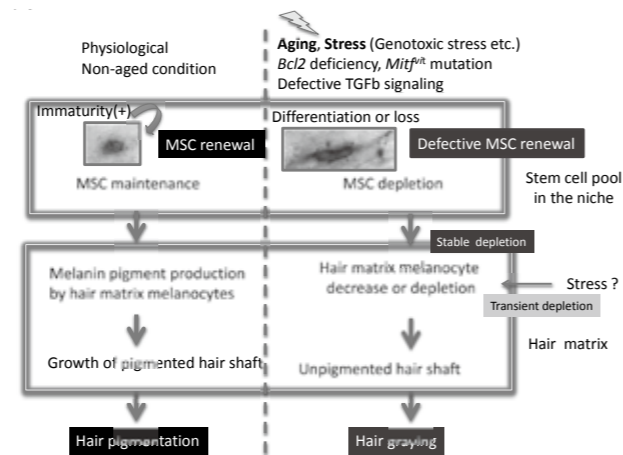 Physiological
Non-aged condition
Aging, Stress (Genotoxic stress etc.)
Bcl2 deficiency, Mitfvit mutation
Defective TGFb signaling
Immaturity(+)
MSC renewal
MSC maintenance
Differentiation or loss
Defective MSC renewal
MSC depletion
Stem cell pool
in the niche
Stable depletion
Melanin pigment production
by hair matrix melanocytes
Hair matrix melanocyte
decrease or depletion
Stress ?
Transient depletion
Hair matrix
Growth of pigmented hair shaft
Unpigmented hair shaft
Hair pigmentation
Hair graying